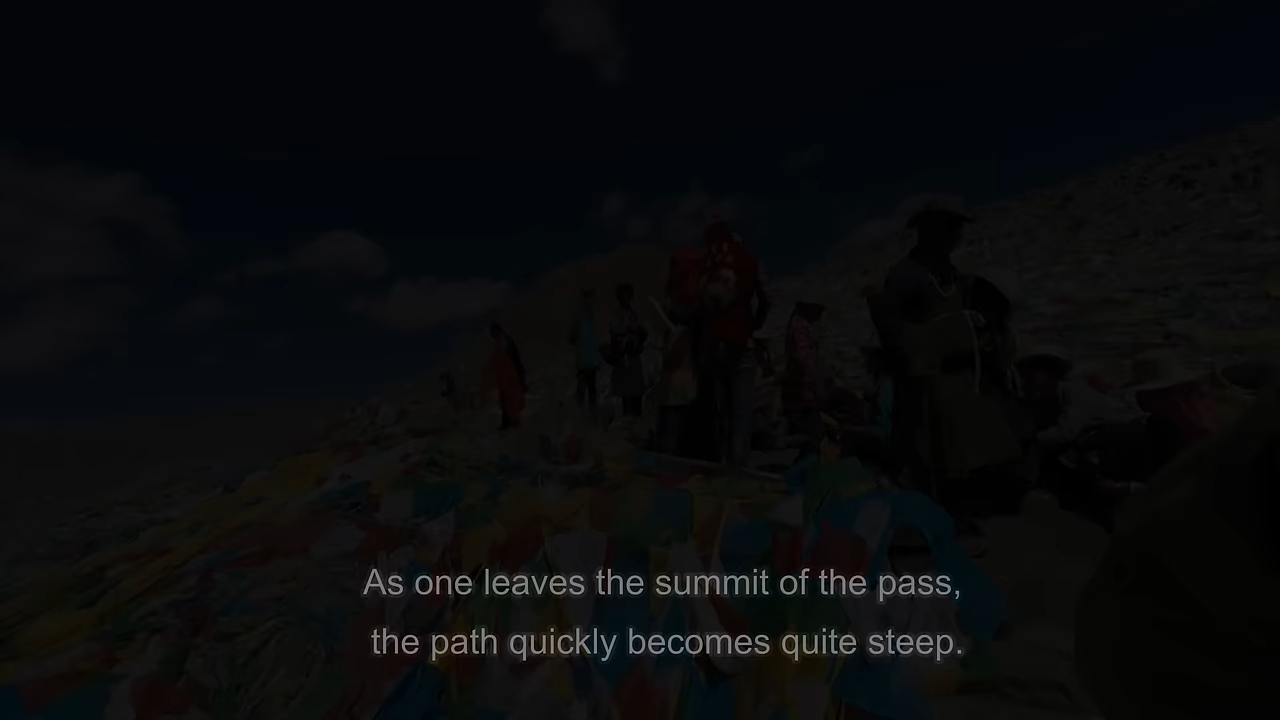 As one leaves the summit of the pass,
the path quickly becomes quite steep.